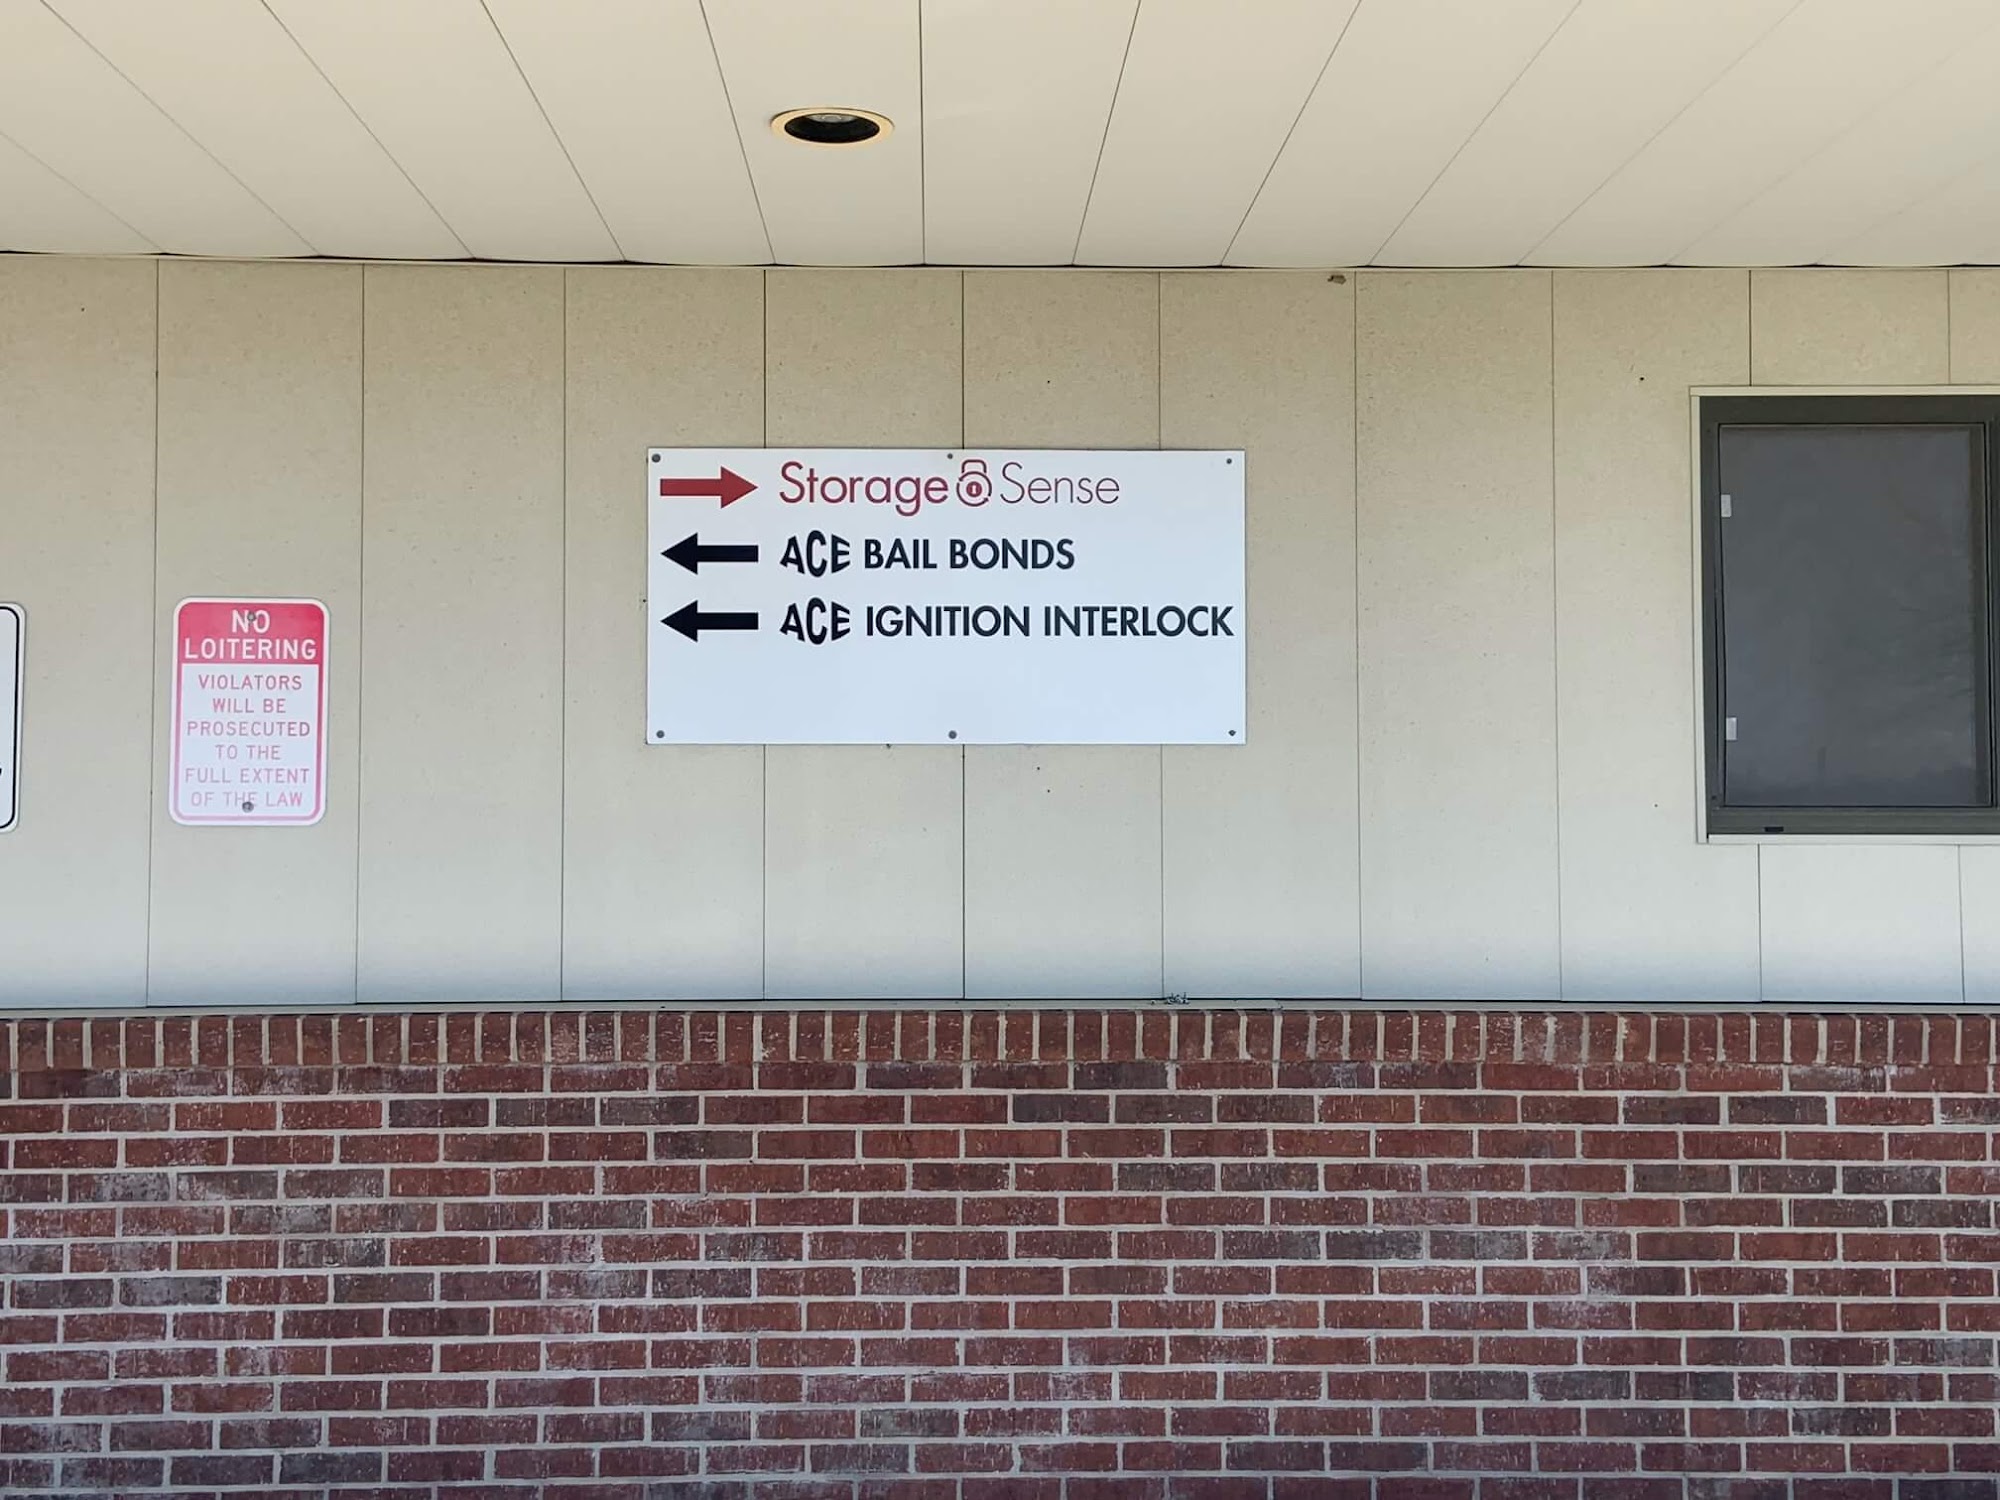 Storage Sense
ACE BAIL BONDS
ACE IGNITION INTERLOCK
NO
LOITERING
VIOLATORS
WILL BE
PROSECUTED
TO THE
FULL EXTENT
OF THE LAW